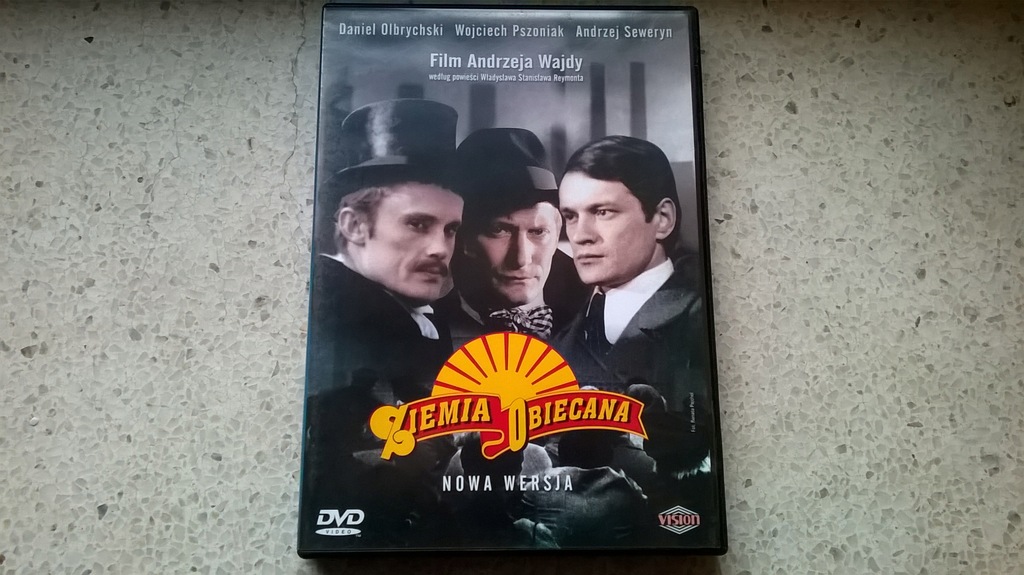 Daniel Olbrychski Wojciech Pszoniak Andrzej Seweryn
Film Andrzeja Wajdy
według powieści Władysława Stanisława Reymonta
ZIEMIA OBIECANA
NOWA WERSJA
DVD
VIDEO
VISION